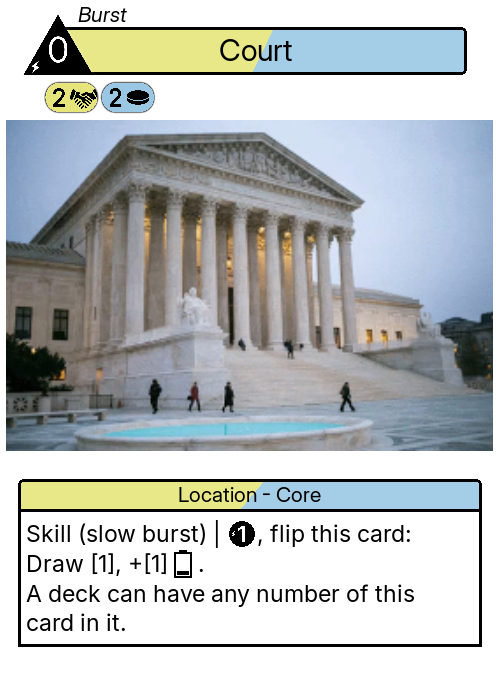 Burst
0
Court
2 2
Location - Core
Skill (slow burst) | 1, flip this card:
Draw [1], +[1] .
A deck can have any number of this
card in it.